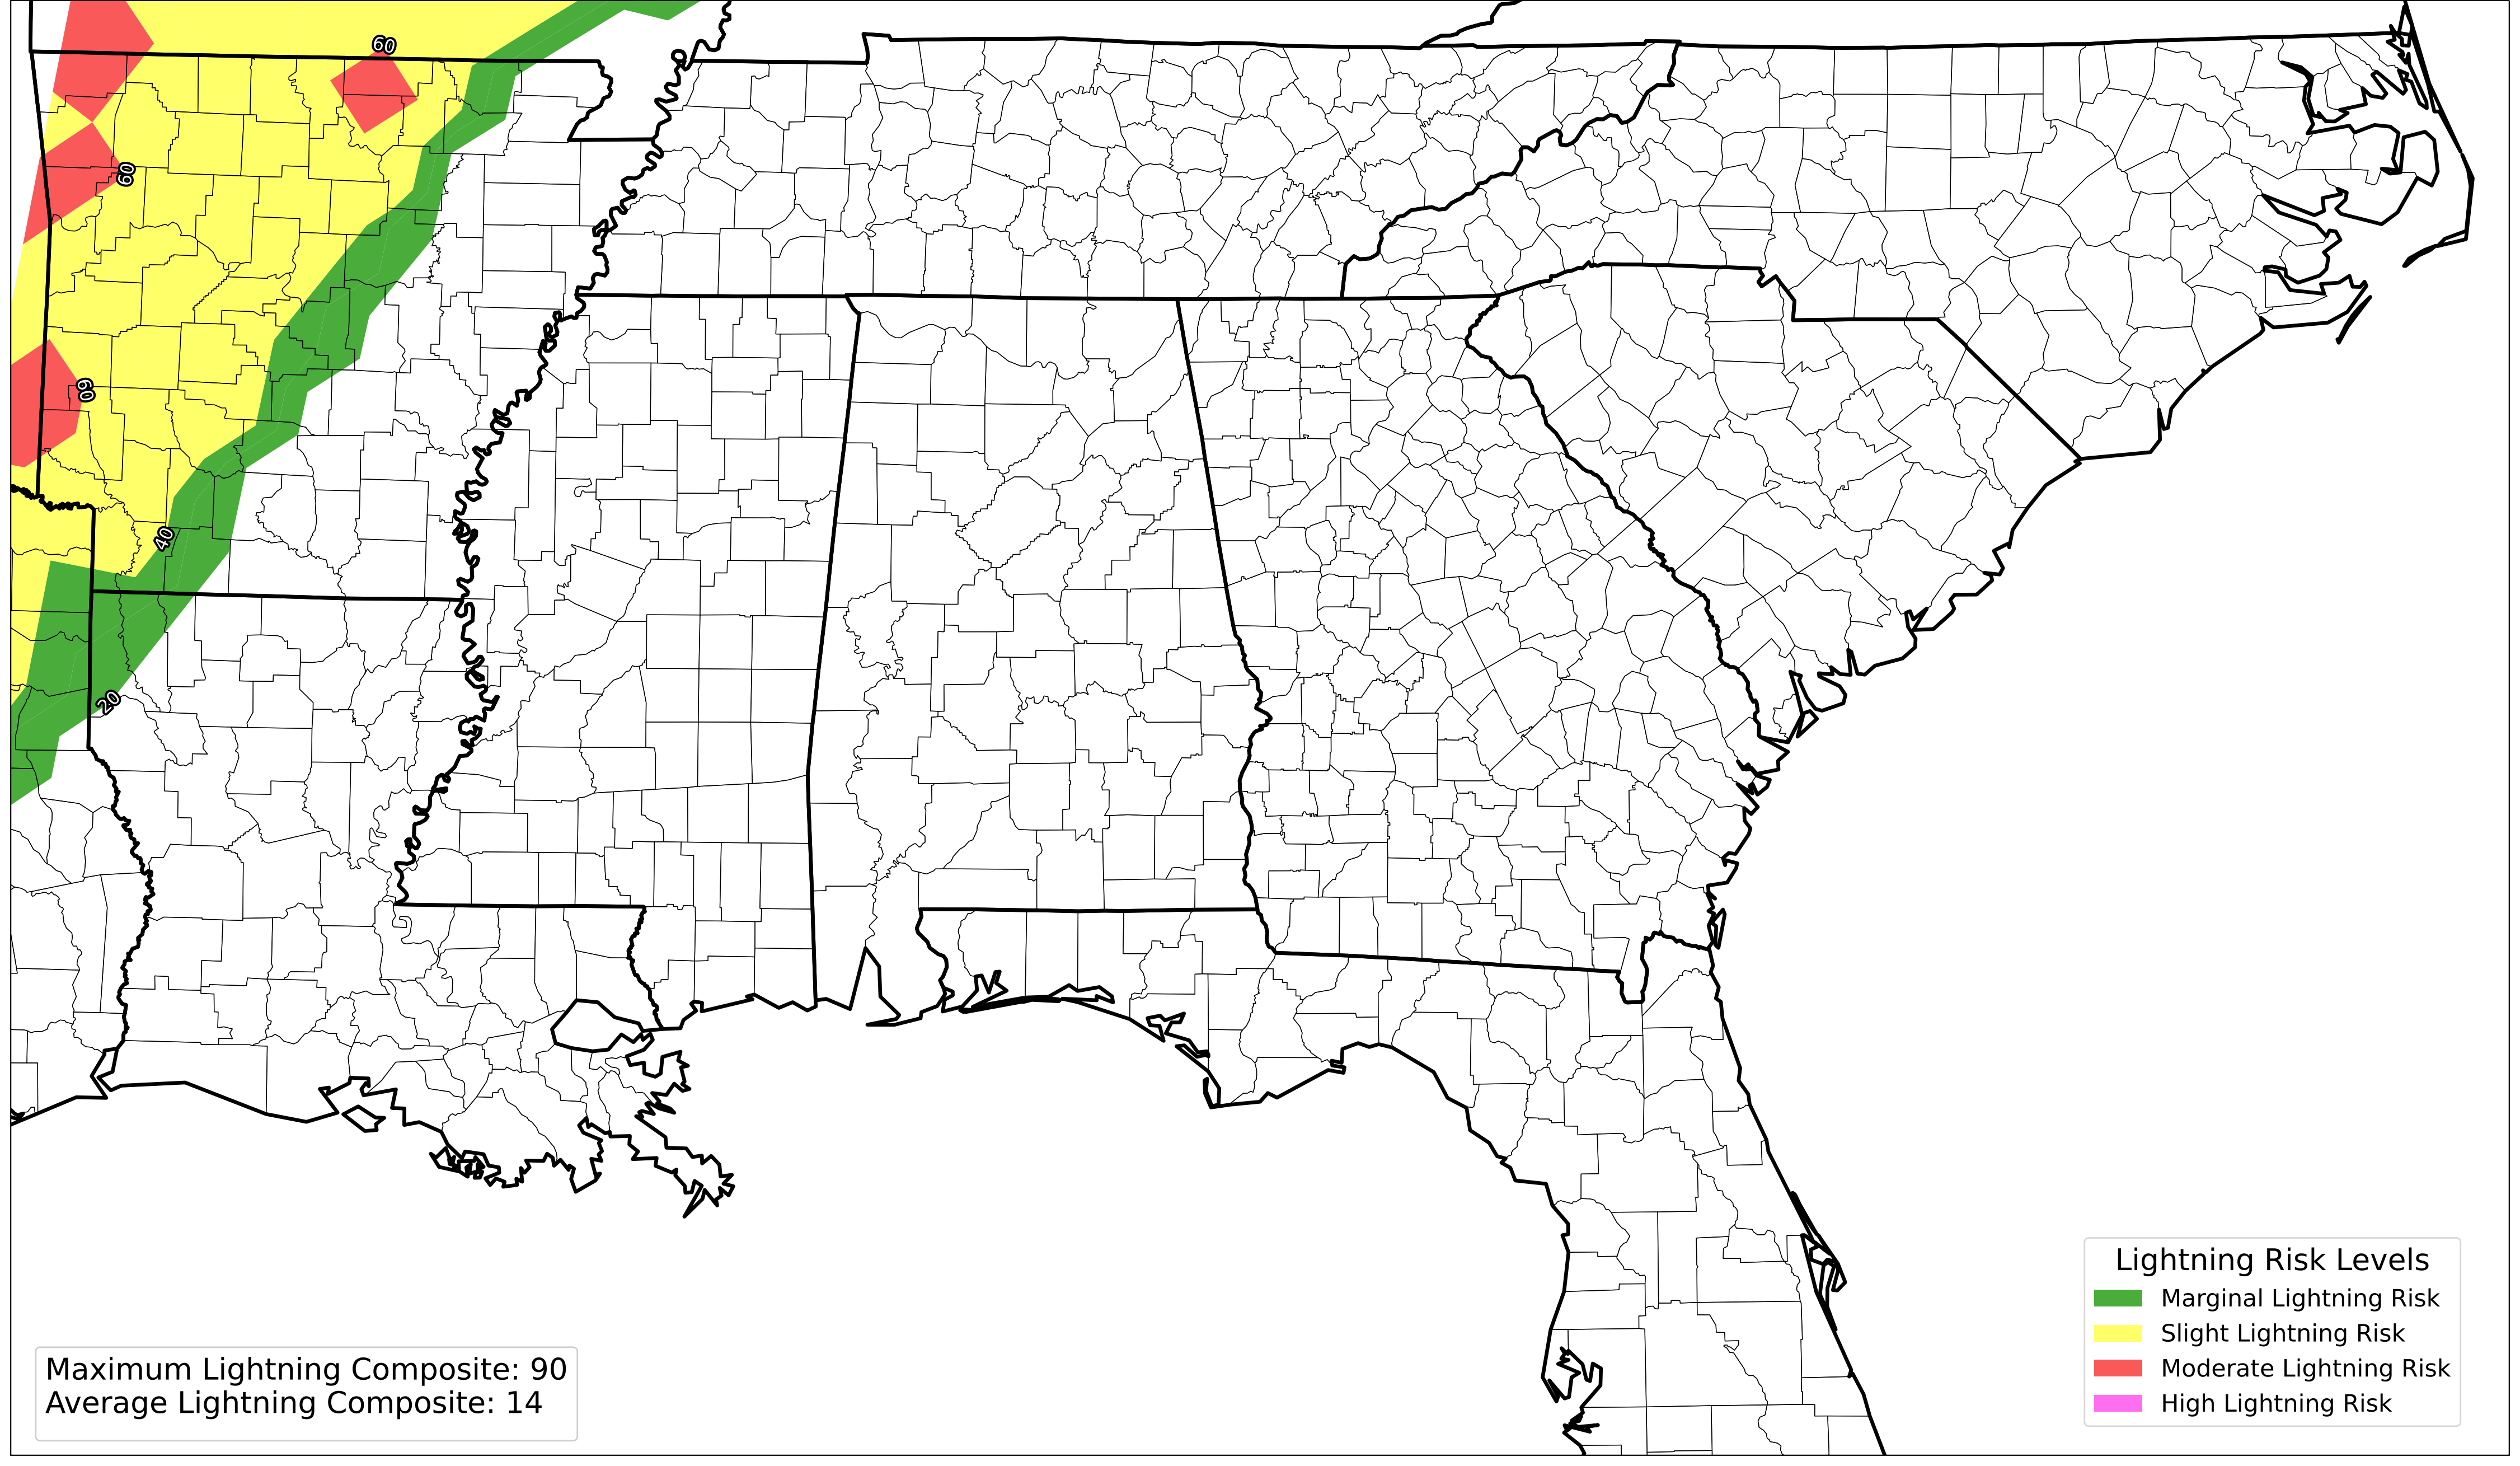 60
60
60
40
20
Lightning Risk Levels
Marginal Lightning Risk
Slight Lightning Risk
Moderate Lightning Risk
High Lightning Risk
Maximum Lightning Composite: 90
Average Lightning Composite: 14